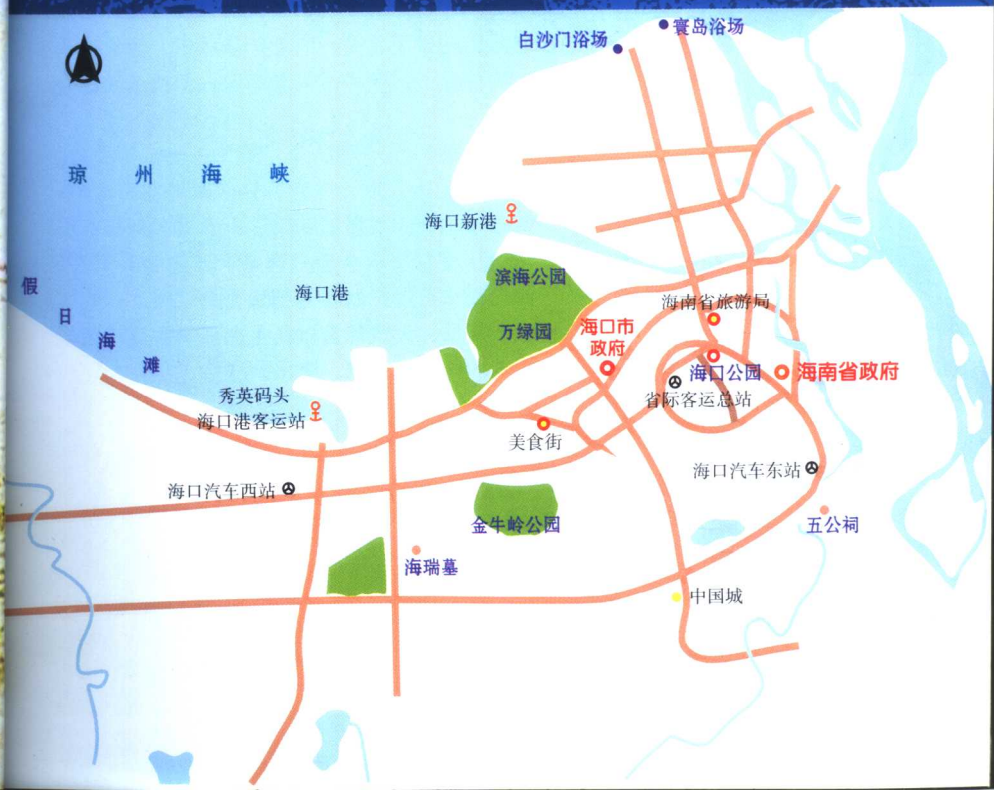 寰岛浴场
白沙门浴场
琼州海峡
海口新港
滨海公园
假日海滩
海口港
海南省旅游局
万绿园
海口市
政府
海口公园
海南省政府
秀英码头
省际客运总站
海口港客运站
美食街
海口汽车东站
海口汽车西站
金牛岭公园
五公祠
海瑞墓
中国城